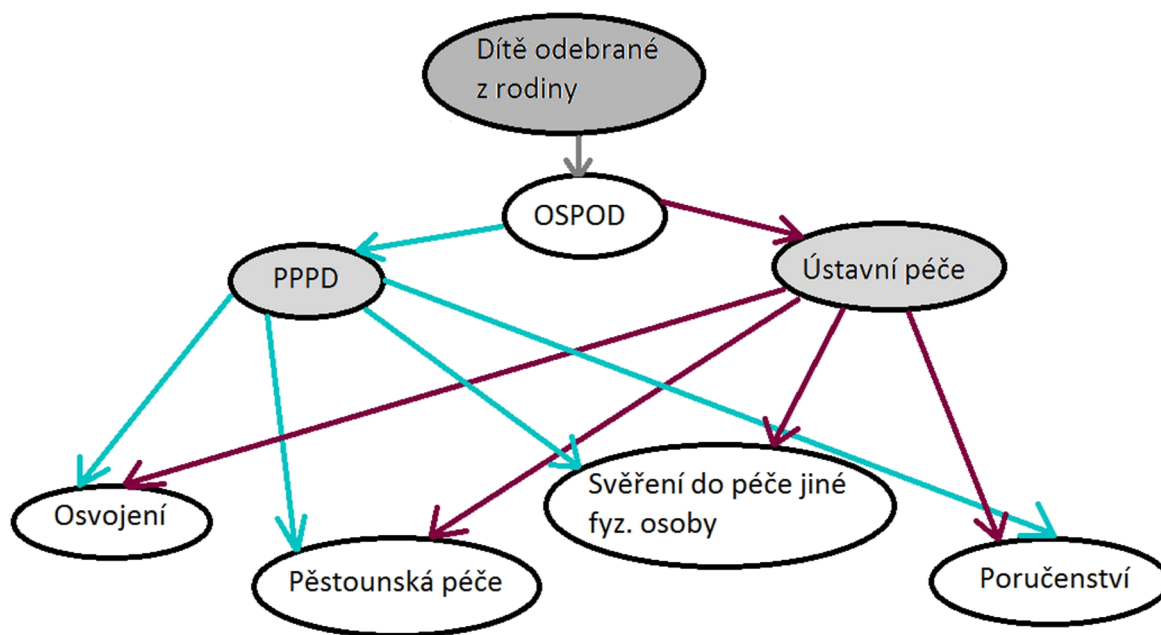 Dítě odebrané
z rodiny
OSPOD
PPPD
Ústavní péče
Osvojení
Pěstounská péče
Svěření do péče jiné
fyz. osoby
Poručenství